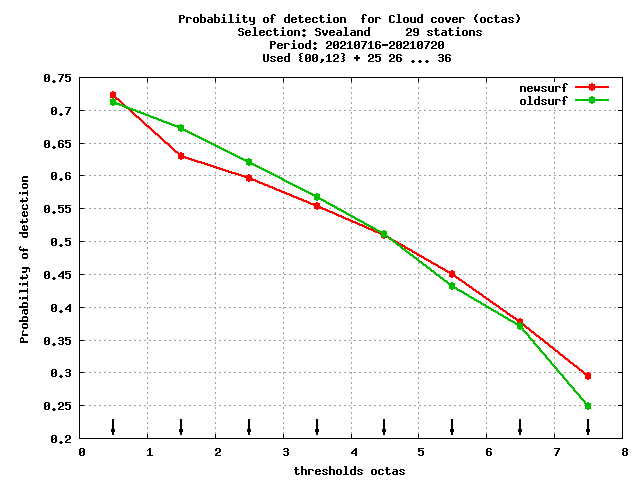 Probability of detection  for Cloud cover (octas)
Selection: Svealand     29 stations
Period: 20210716-20210720
Used {00,12} + 25 26 ... 36
newsurf
oldsurf
0.75
0.7
0.65
0.6
0.55
0.5
0.45
0.4
0.35
0.3
0.25
0.2
Probability of detection
0 1 2 3 4 5 6 7 8
thresholds octas